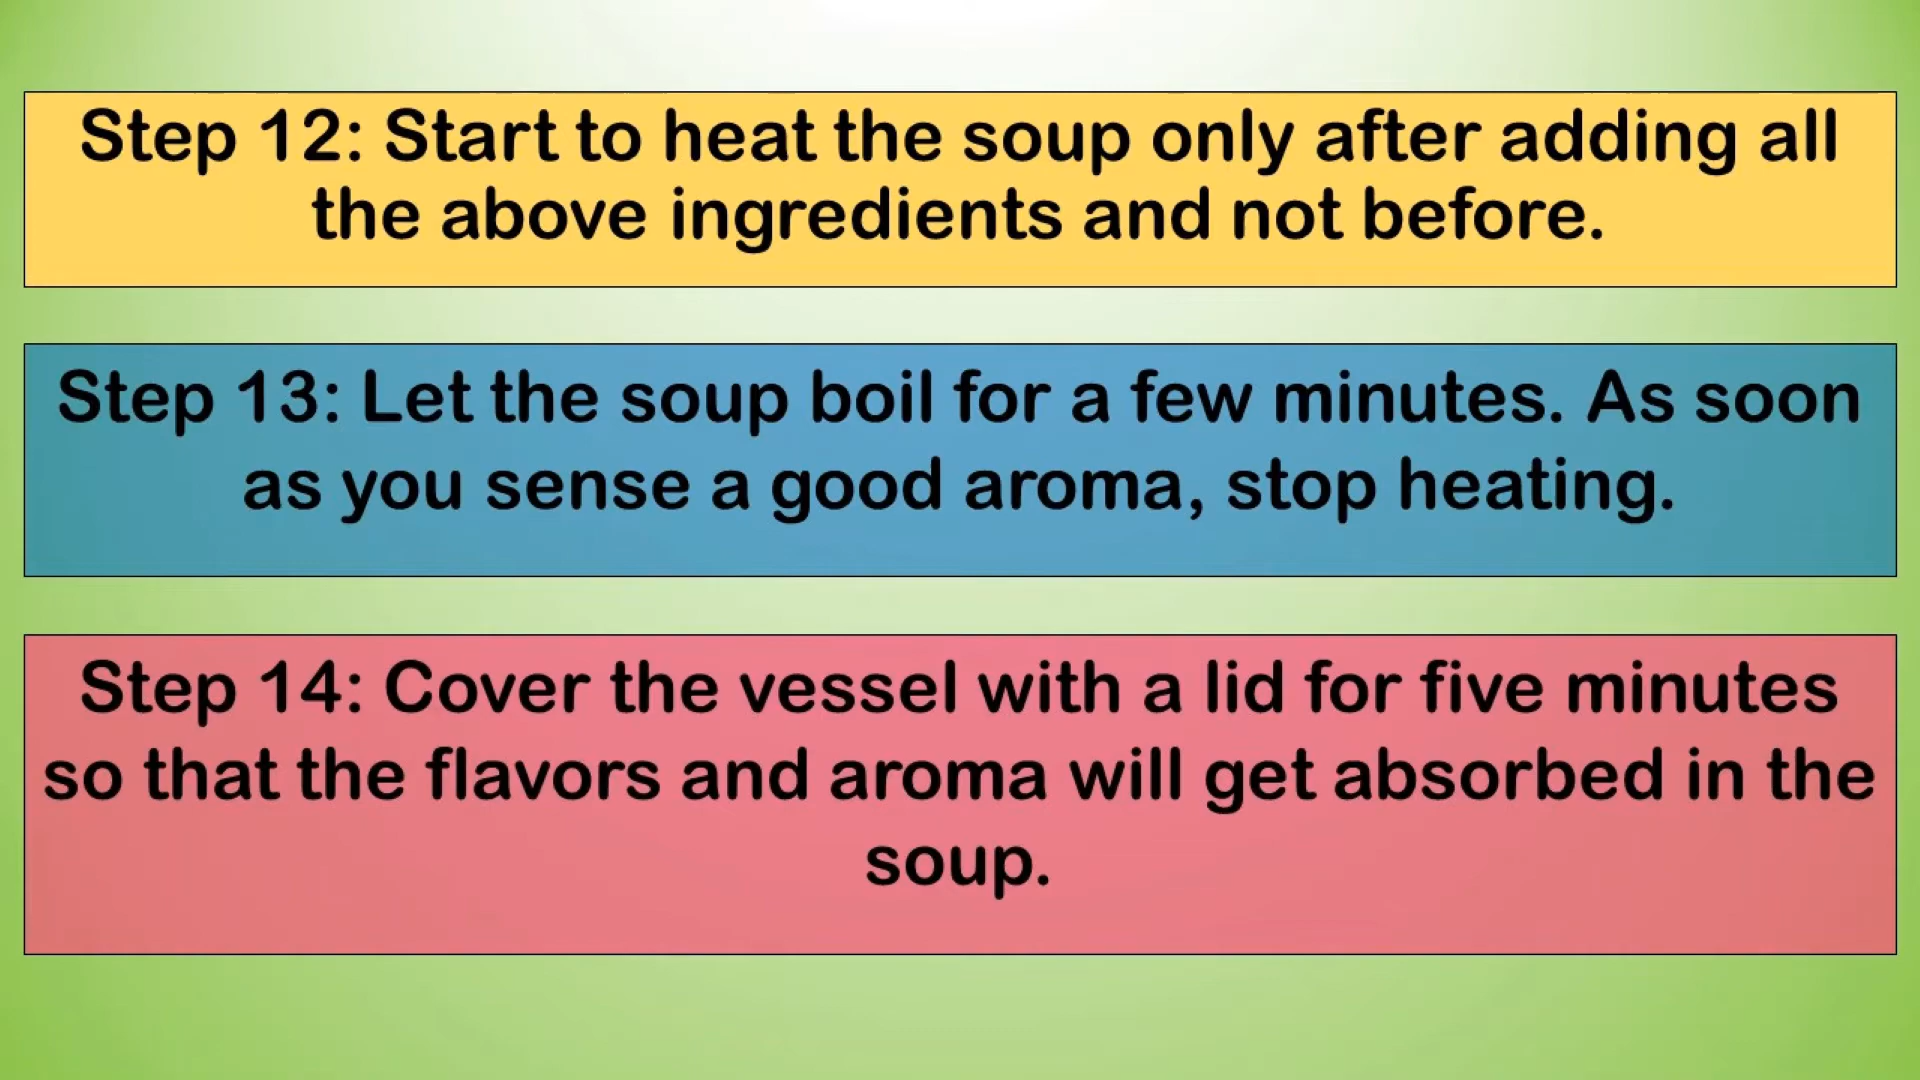 Step 12: Start to heat the soup only after adding all
the above ingredients and not before.
Step 13: Let the soup boil for a few minutes. As soon
as you sense a good aroma, stop heating.
Step 14: Cover the vessel with a lid for five minutes
so that the flavors and aroma will get absorbed in the
soup.